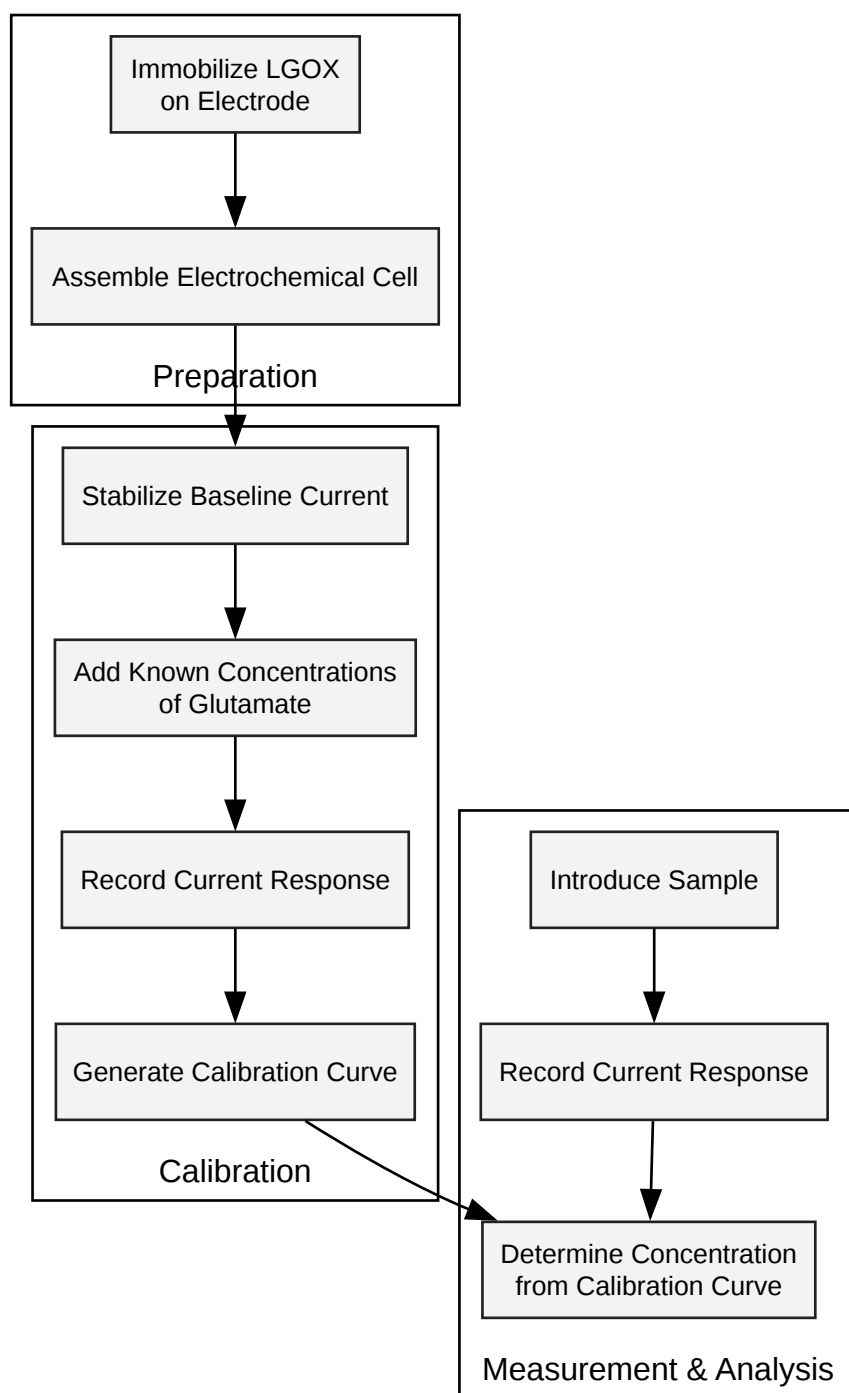 Immobilize LGOX
on Electrode
Assemble Electrochemical Cell
Preparation
Stabilize Baseline Current
Add Known Concentrations
of Glutamate
Record Current Response
Generate Calibration Curve
Calibration
Introduce Sample
Record Current Response
Determine Concentration
from Calibration Curve
Measurement & Analysis